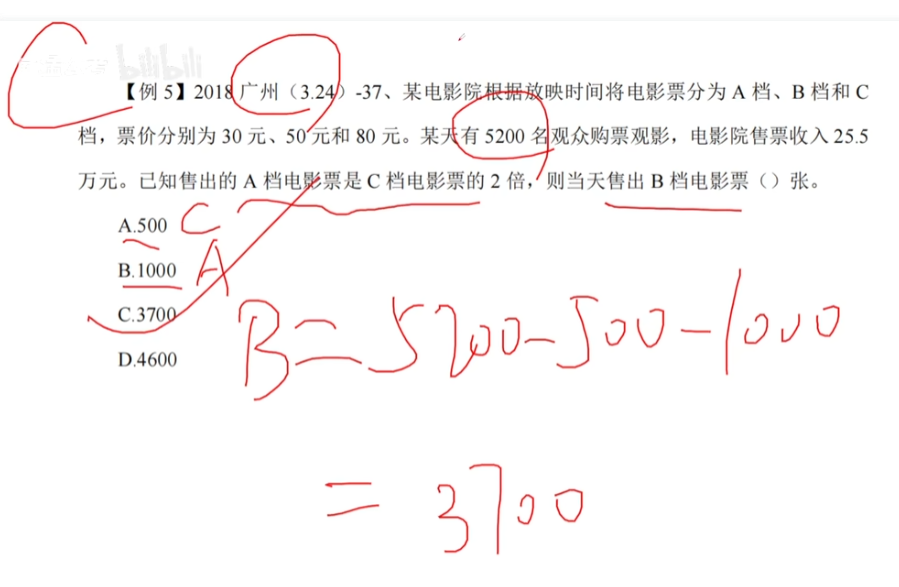 bilibili
【例 5】2018 广州（3.24）-37、某电影院根据放映时间将电影票分为 A 档、B 档和 C
档，票价分别为 30 元、50 元和 80 元。某天有 5200 名观众购票观影，电影院售票收入 25.5
万元。已知售出的 A 档电影票是 C 档电影票的 2 倍，则当天售出 B 档电影票（）张。
A.500 C
B.1000 A
C.3700
D.4600
B=5200-500-1000
=3700